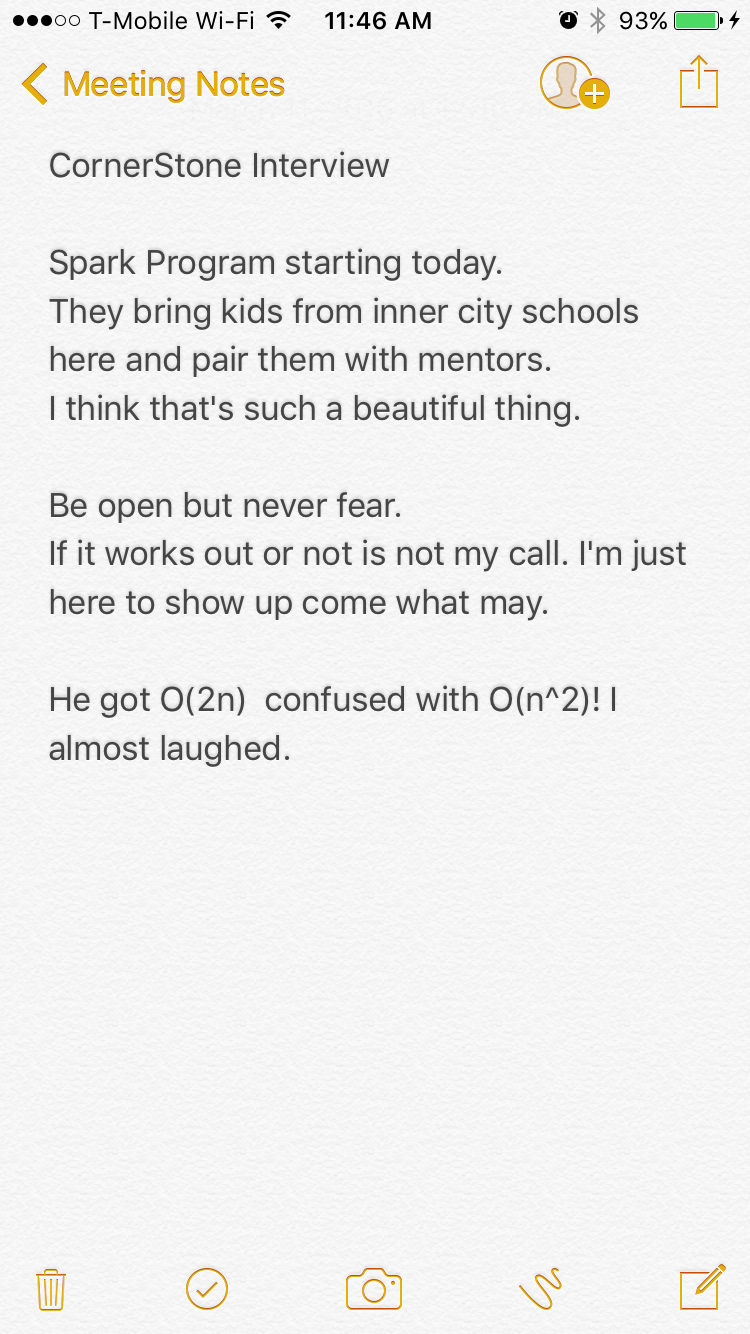 T-Mobile Wi-Fi 11:46 AM 93%
Meeting Notes
CornerStone Interview
Spark Program starting today.
They bring kids from inner city schools
here and pair them with mentors.
I think that's such a beautiful thing.
Be open but never fear.
If it works out or not is not my call. I'm just
here to show up come what may.
He got O(2n)  confused with O(n^2)! I
almost laughed.